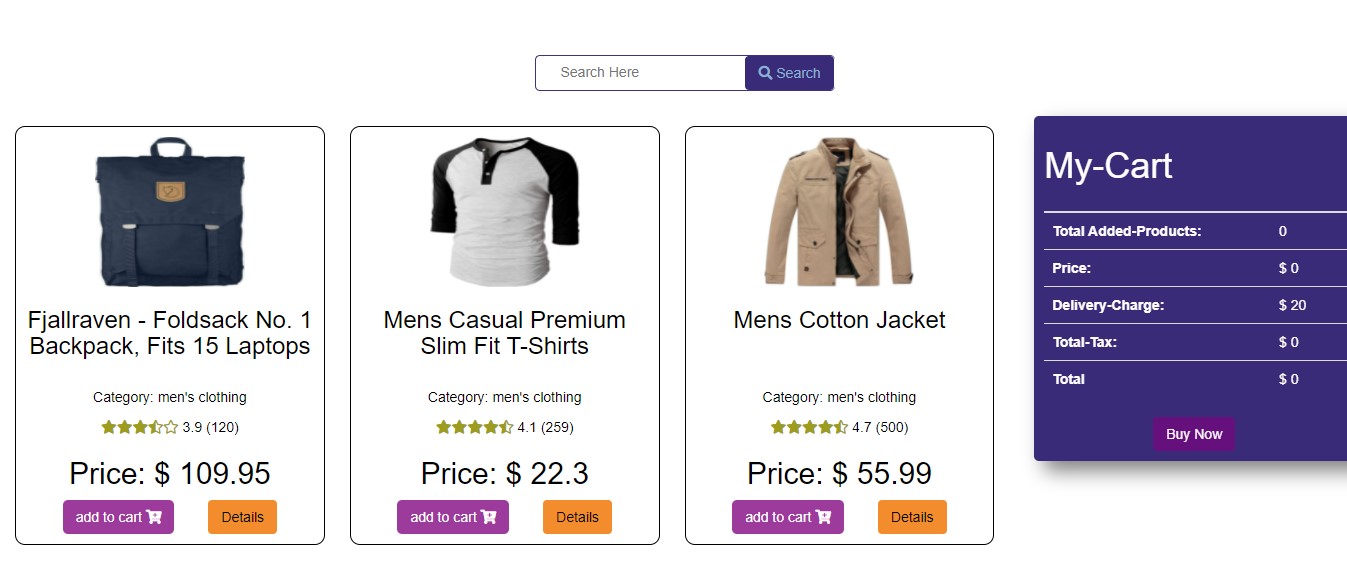 Search Here
Search
Fjallraven - Foldsack No. 1
Backpack, Fits 15 Laptops
Category: men's clothing
3.9 (120)
Price: $ 109.95
add to cart
Details
Mens Casual Premium
Slim Fit T-Shirts
Category: men's clothing
4.1 (259)
Price: $ 22.3
add to cart
Details
Mens Cotton Jacket
Category: men's clothing
4.7 (500)
Price: $ 55.99
add to cart
Details
My-Cart
Total Added-Products: 0
Price: $ 0
Delivery-Charge: $ 20
Total-Tax: $ 0
Total $ 0
Buy Now